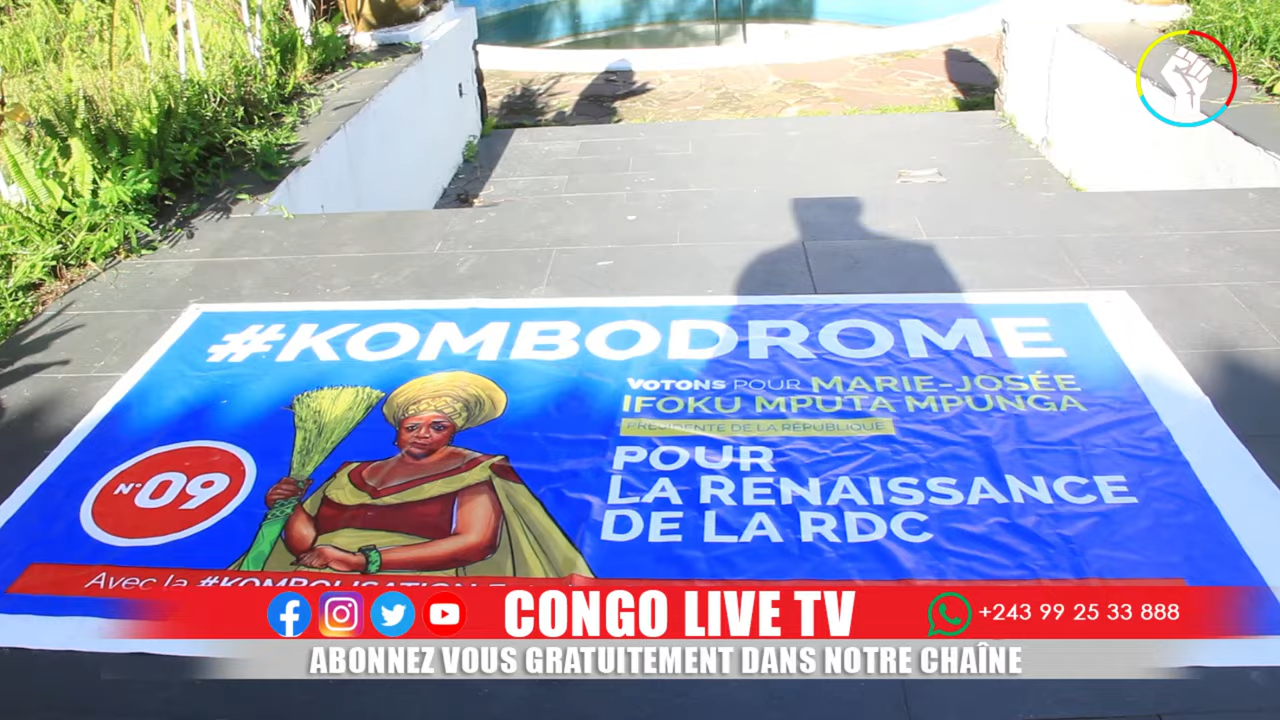 #KOMBODROME
VOTONS POUR MARIE-JOSÉE
IFOKU MPUTA MPUNGA
PRÉSIDENTE DE LA RÉPUBLIQUE
POUR
LA RENAISSANCE
DE LA RDC
N° 09
Avec la #KOMBOLISATION
CONGO LIVE TV
+243 99 25 33 888
ABONNEZ VOUS GRATUITEMENT DANS NOTRE CHAÎNE